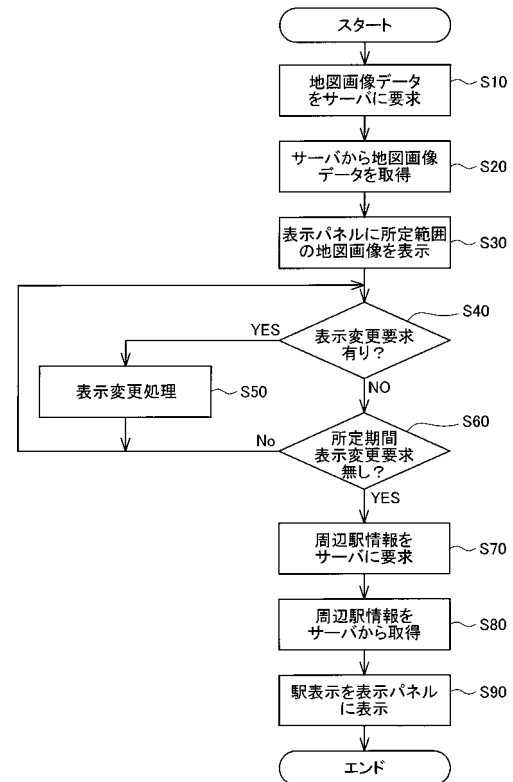 スタート
地図画像データ
をサーバに要求
S10
サーバから地図画像
データを取得
S20
表示パネルに所定範囲
の地図画像を表示
S30
S40
YES
表示変更要求
有り?
表示変更処理
S50
NO
S60
No
所定期間
表示変更要求
無し?
YES
周辺駅情報を
サーバに要求
S70
周辺駅情報を
サーバから取得
S80
駅表示を表示パネル
に表示
S90
エンド